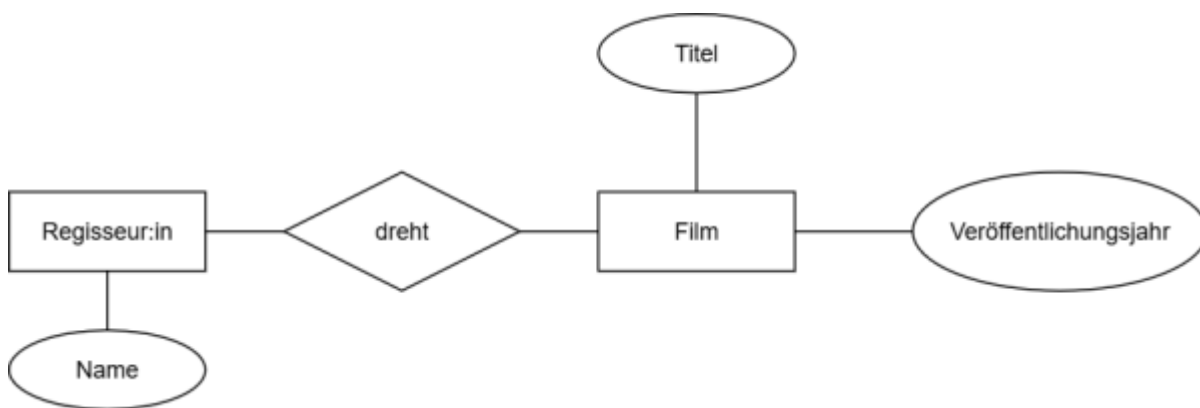 Titel
Regisseur:in
dreht
Film
Veröffentlichungsjahr
Name